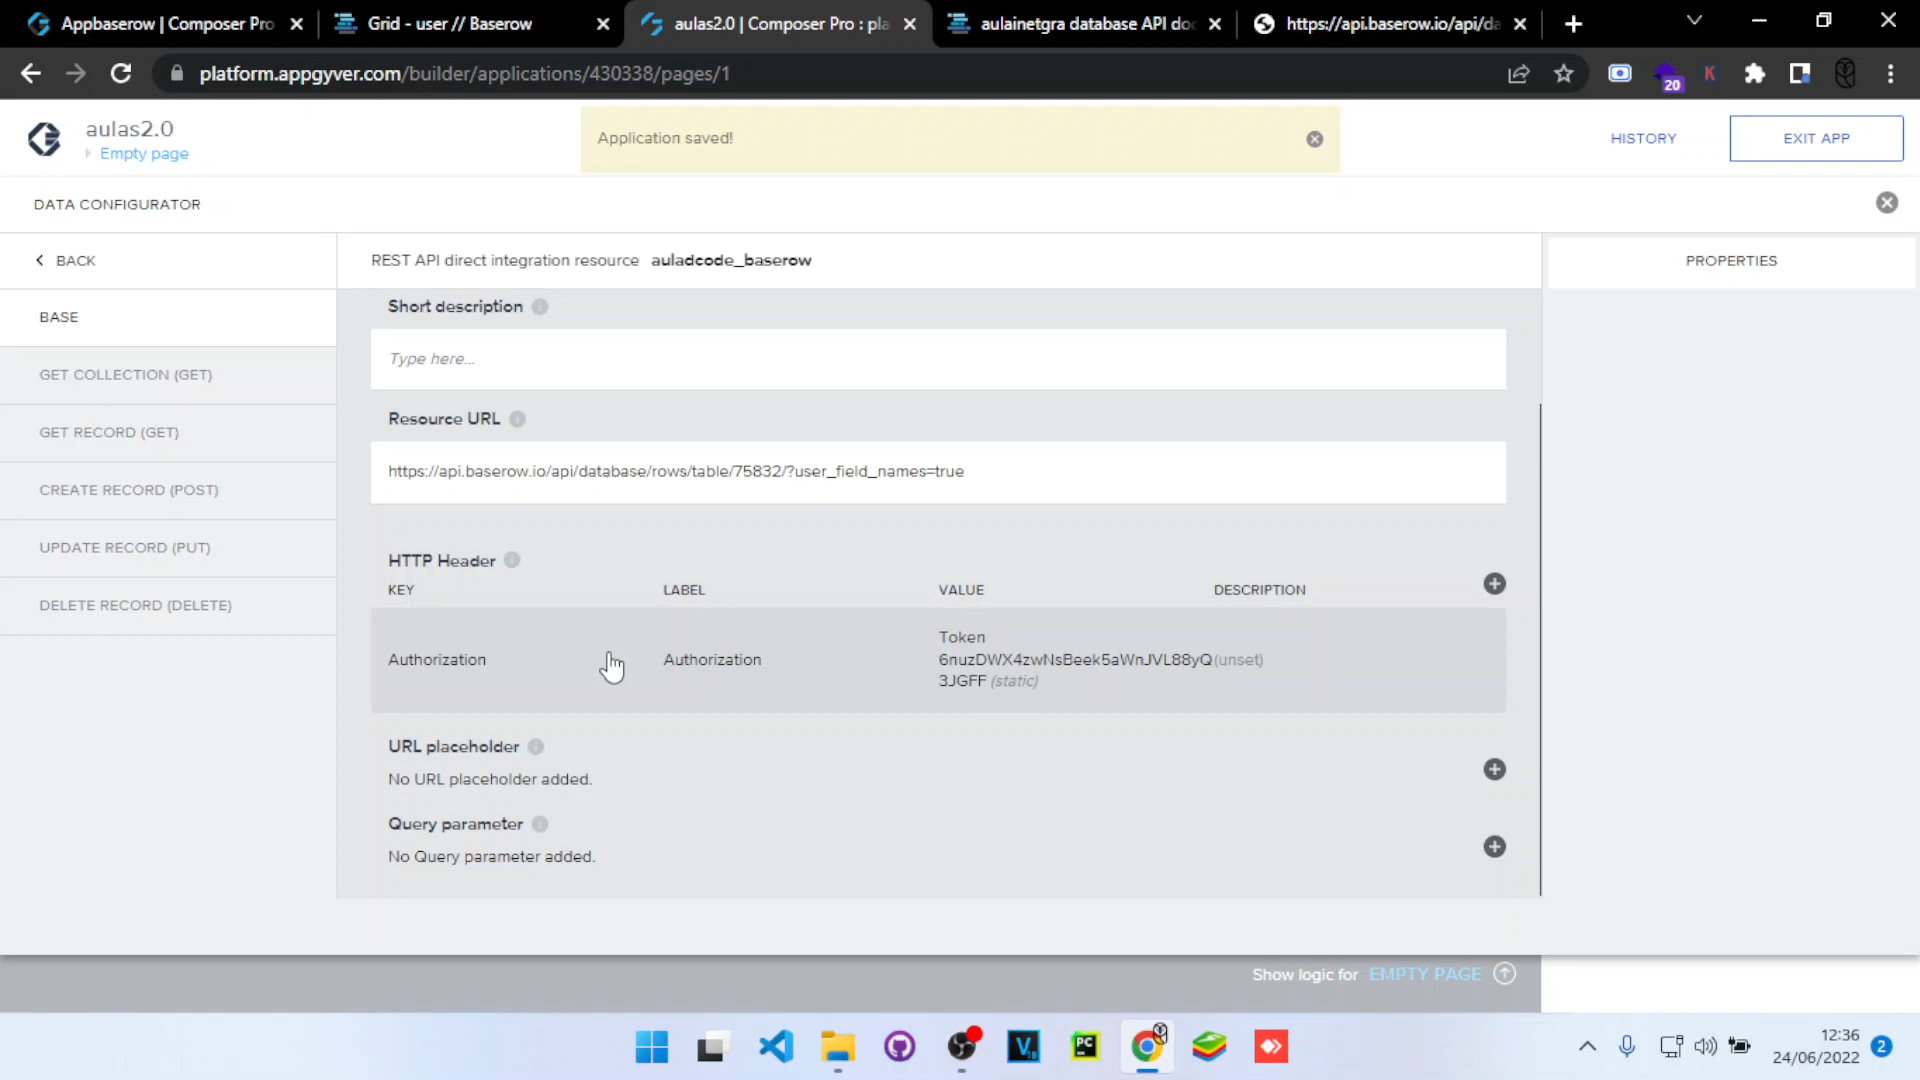 Appbaserow | Composer Pro
Grid - user // Baserow
aulas2.0 | Composer Pro : pla
aulainetgra database API doc
https://api.baserow.io/api/da
platform.appgyver.com/builder/applications/430338/pages/1
20
K
aulas2.0
Empty page
Application saved!
HISTORY
EXIT APP
DATA CONFIGURATOR
BACK
REST API direct integration resource auladcode_baserow
PROPERTIES
BASE
GET COLLECTION (GET)
GET RECORD (GET)
CREATE RECORD (POST)
UPDATE RECORD (PUT)
DELETE RECORD (DELETE)
Short description
Type here...
Resource URL
https://api.baserow.io/api/database/rows/table/75832/?user_field_names=true
HTTP Header
KEY LABEL VALUE DESCRIPTION
Authorization Authorization
Token
6nuzDWX4zwNsBeek5aWnJVL88yQ (unset)
3JGFF (static)
URL placeholder
No URL placeholder added.
Query parameter
No Query parameter added.
Show logic for EMPTY PAGE
V
PC
12:36
24/06/2022
2